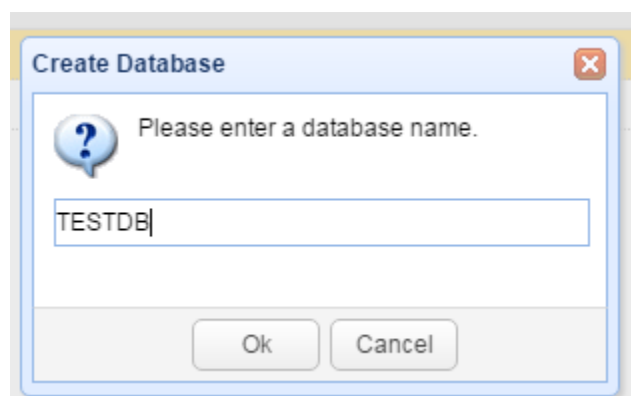 Create Database
Please enter a database name.
TESTDB
Ok
Cancel